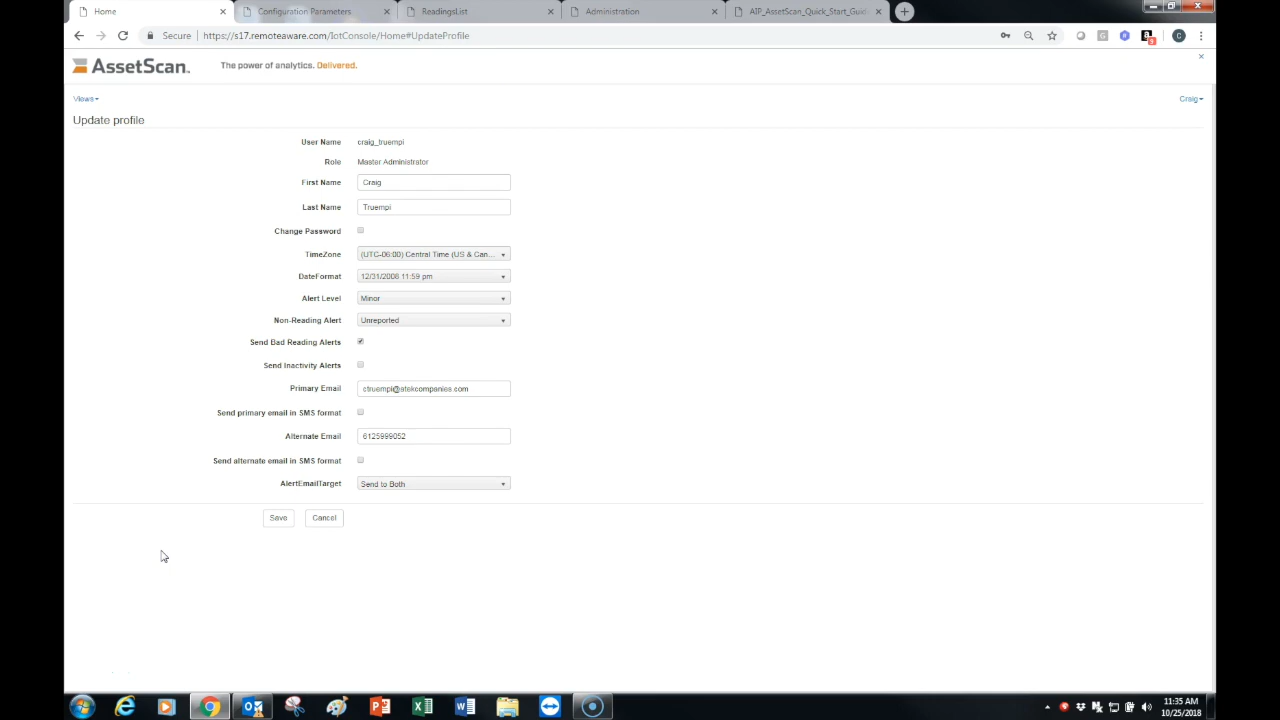 Home
Configuration Parameters
ReadingsList
Administration
AIP_AssetScan_Quick_Start_Guid
Secure
https://s17.remoteaware.com/IotConsole/Home#UpdateProfile
AssetScan
The power of analytics. Delivered.
Views
Craig
Update profile
User Name craig_truempi
Role Master Administrator
First Name Craig
Last Name Truempi
Change Password
TimeZone (UTC-06:00) Central Time (US & Can...
DateFormat 12/31/2008 11:59 pm
Alert Level Minor
Non-Reading Alert Unreported
Send Bad Reading Alerts
Send Inactivity Alerts
Primary Email ctruempi@atekcompanies.com
Send primary email in SMS format
Alternate Email 6125999052
Send alternate email in SMS format
AlertEmailTarget Send to Both
Save Cancel
11:35 AM
10/25/2018